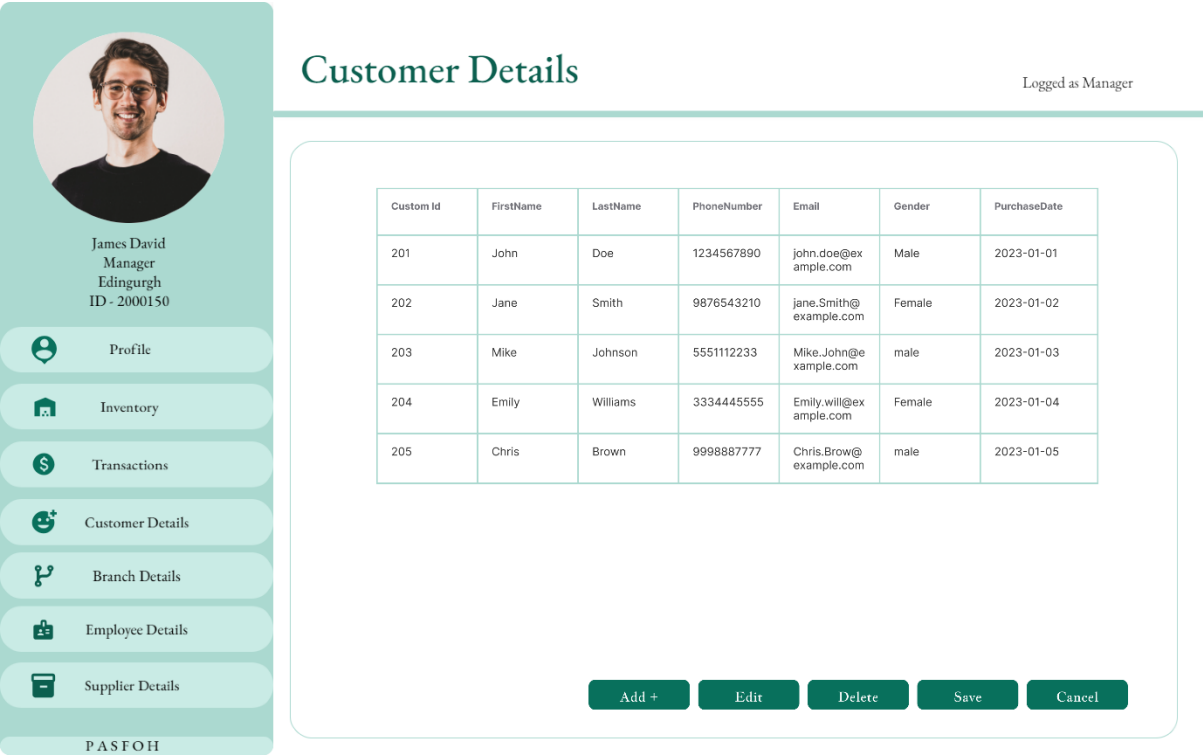 Customer Details
Logged as Manager
James David
Manager
Edingurgh
ID - 2000150
Profile
Inventory
Transactions
Customer Details
Branch Details
Employee Details
Supplier Details
PASFOH
Custom Id FirstName LastName PhoneNumber Email Gender PurchaseDate
201 John Doe 1234567890 john.doe@ex Male 2023-01-01
ample.com
202 Jane Smith 9876543210 jane.Smith@ Female 2023-01-02
example.com
203 Mike Johnson 5551112233 Mike.John@e male 2023-01-03
xample.com
204 Emily Williams 3334445555 Emily.will@ex Female 2023-01-04
ample.com
205 Chris Brown 9998887777 Chris.Brow@ male 2023-01-05
example.com
Add + Edit Delete Save Cancel